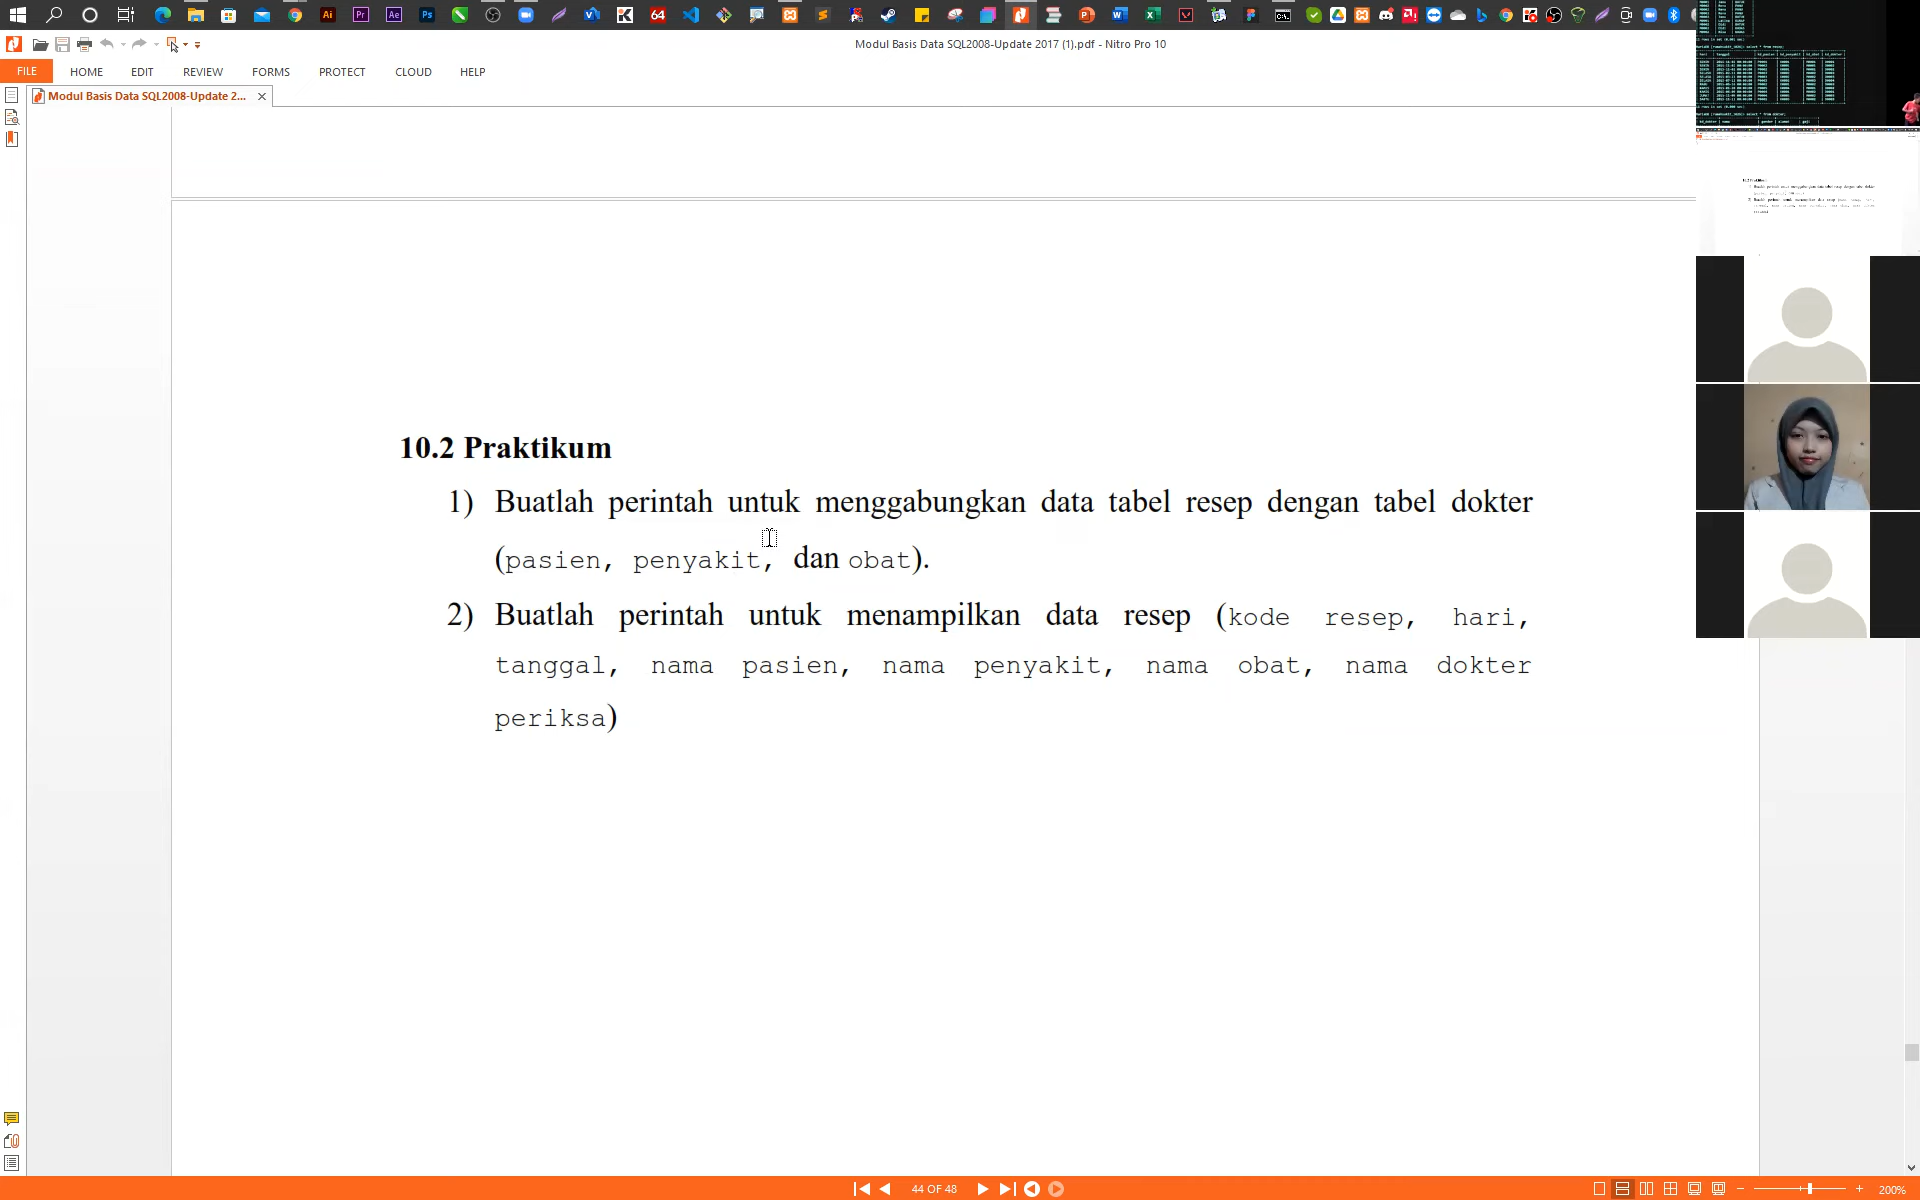 Modul Basis Data SQL2008-Update 2017 (1).pdf - Nitro Pro 10
FILE HOME EDIT REVIEW FORMS PROTECT CLOUD HELP
Modul Basis Data SQL2008-Update 2...
10.2 Praktikum
1) Buatlah perintah untuk menggabungkan data tabel resep dengan tabel dokter
(pasien, penyakit, dan obat).
2) Buatlah perintah untuk menampilkan data resep (kode resep, hari,
tanggal, nama pasien, nama penyakit, nama obat, nama dokter
periksa)
44 OF 48
200%